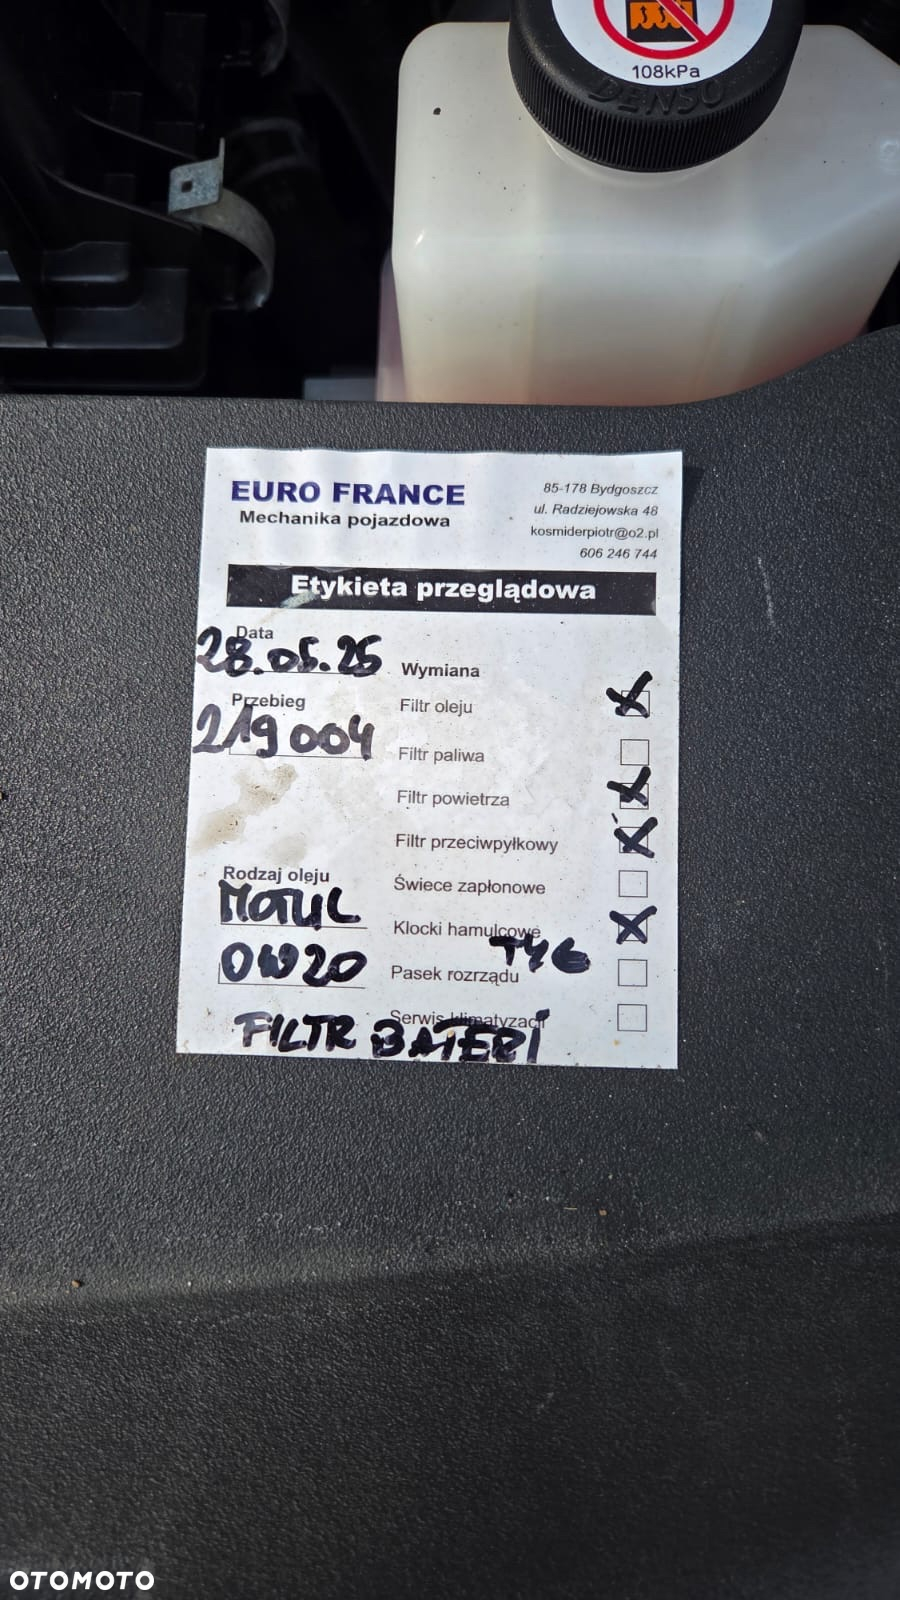 108kPa
DENSO
EURO FRANCE
Mechanika pojazdowa
85-178 Bydgoszcz
ul. Radziejowska 48
kosmiderpiotr@o2.pl
606 246 744
Etykieta przeglądowa
Data
28.05.25
Wymiana
Przebieg
219004
Filtr oleju
Filtr paliwa
Filtr powietrza
Filtr przeciwpyłkowy
Rodzaj oleju
MOTUL
0W20
Świece zapłonowe
Klocki hamulcowe
TYŁ
Pasek rozrządu
Serwis klimatyzacji
FILTR BATERI
OTOMOTO